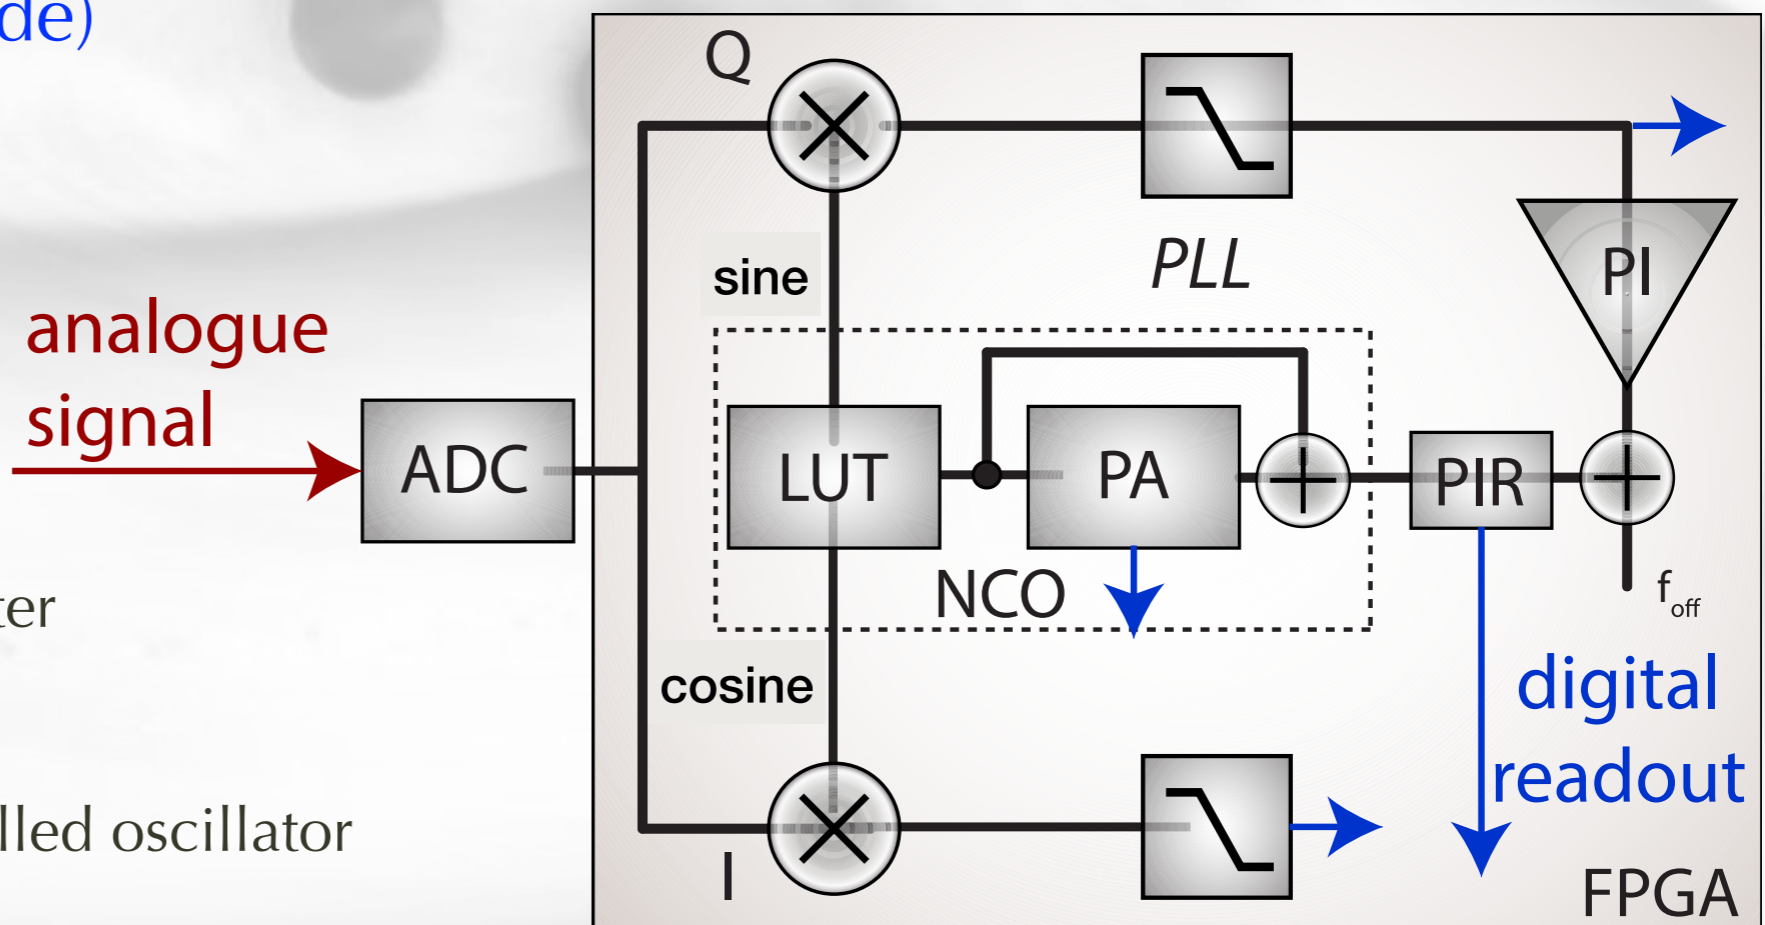 de)
Q
sine
PLL
PI
analogue
signal
ADC
LUT
PA
PIR
NCO
f
off
cosine
digital
readout
ter
lled oscillator
I
FPGA